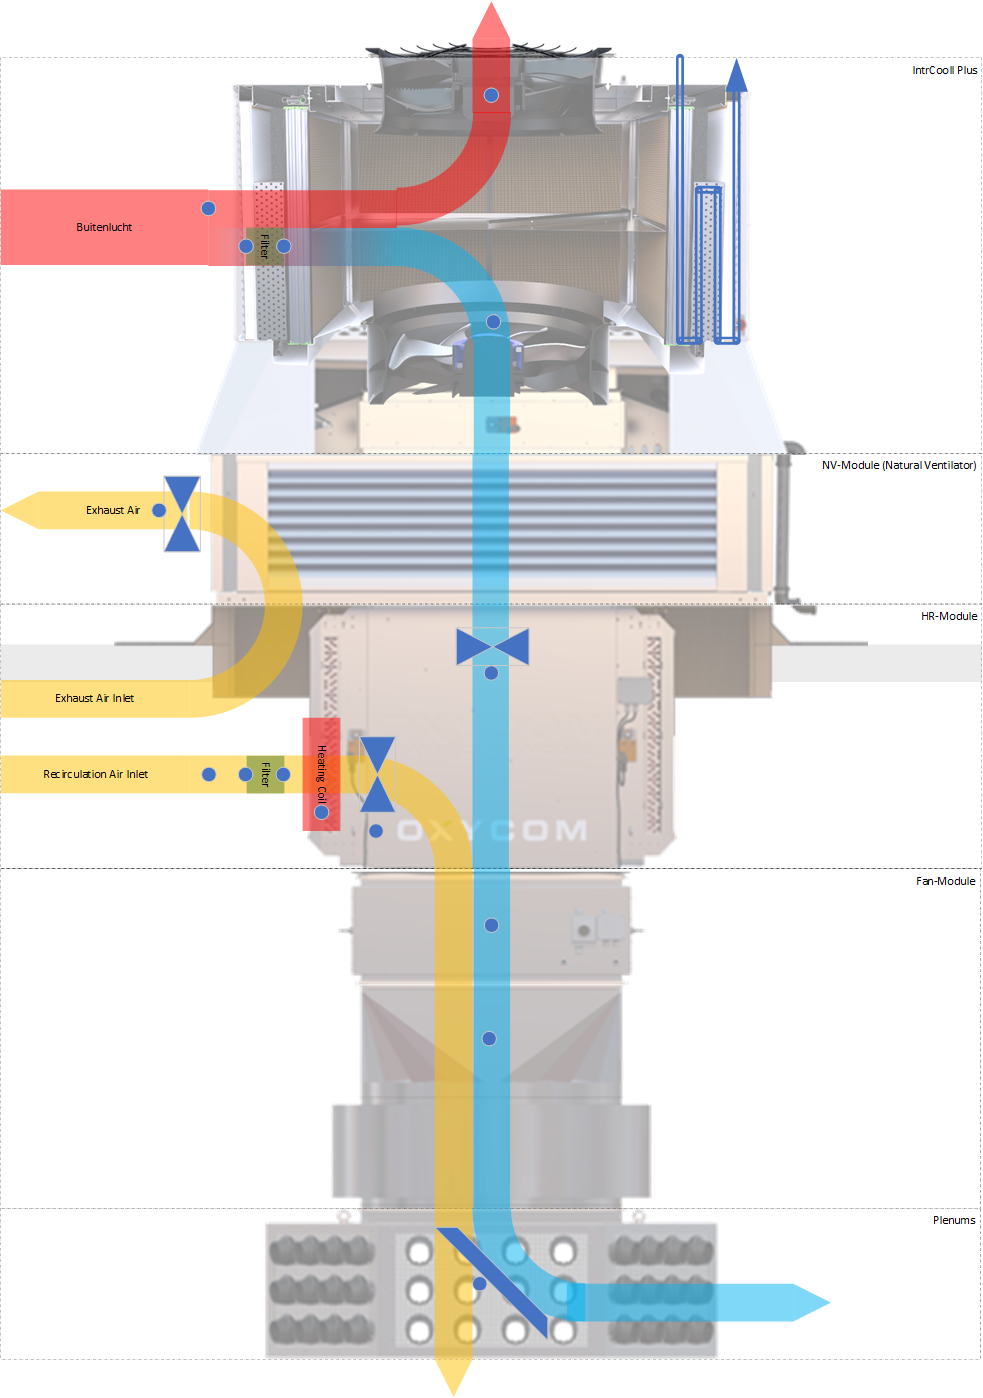 IntrCooll Plus
Buitenlucht
Filter
NV-Module (Natural Ventilator)
Exhaust Air
HR-Module
Exhaust Air Inlet
Recirculation Air Inlet
Filter
Heating Coil
OXYCOM
Fan-Module
Plenums